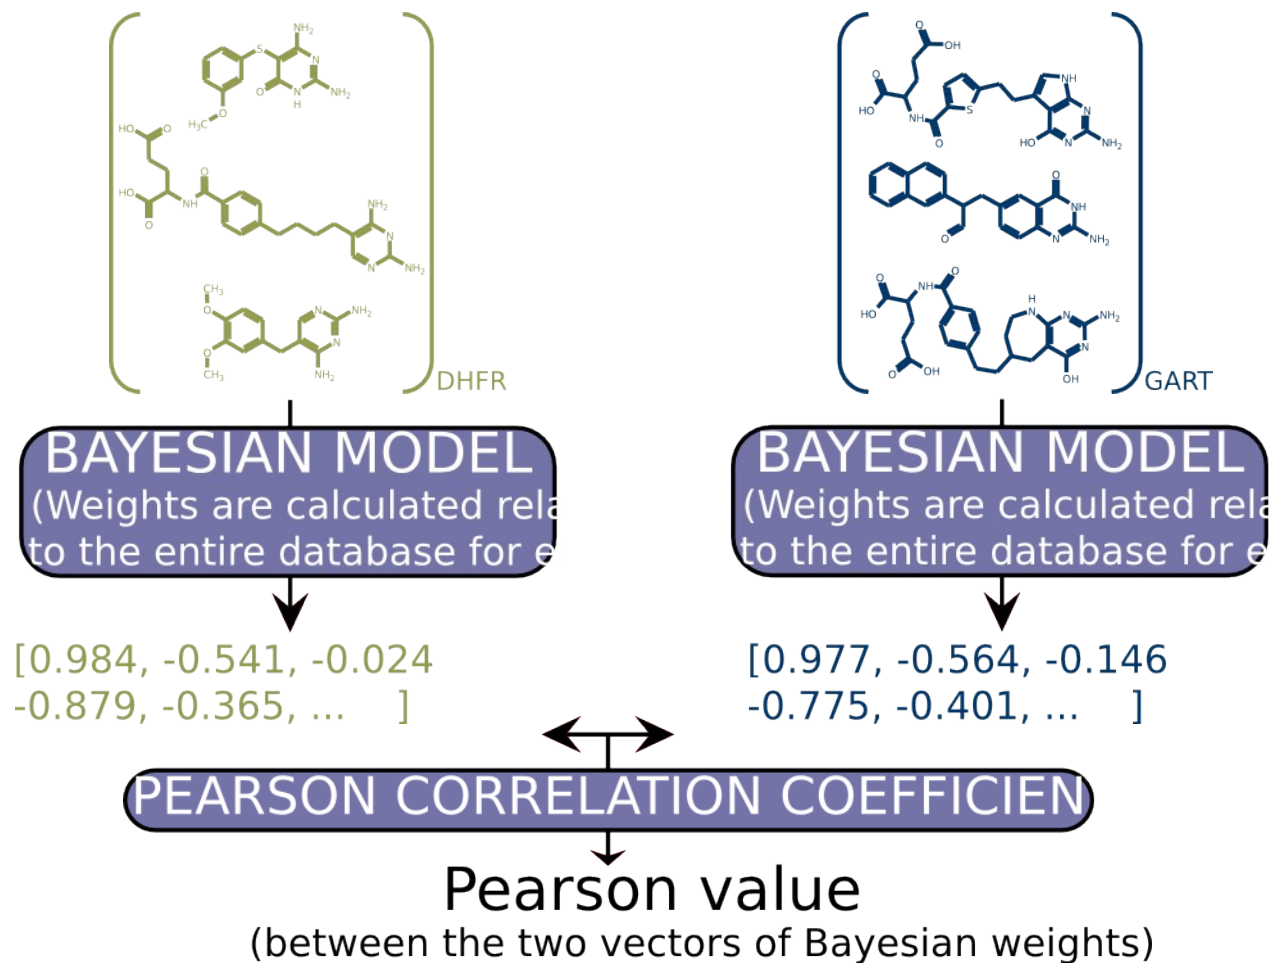 NH₂
S
N
O
N
H
NH₂
O
H₃C
HO
O
HO
O
NH
O
NH₂
N
N
NH₂
CH₃
O
O
CH₃
N
NH₂
N
NH₂
DHFR
O
OH
O
HO
NH
O
S
NH
N
HO
N
NH₂
O
O
NH
N
NH₂
O
HO
NH
O
O
OH
H
N
N
NH₂
N
OH
GART
BAYESIAN MODEL
(Weights are calculated rela
to the entire database for e
BAYESIAN MODEL
(Weights are calculated rela
to the entire database for e
[0.984, -0.541, -0.024
-0.879, -0.365, ... ]
[0.977, -0.564, -0.146
-0.775, -0.401, ... ]
PEARSON CORRELATION COEFFICIEN
Pearson value
(between the two vectors of Bayesian weights)